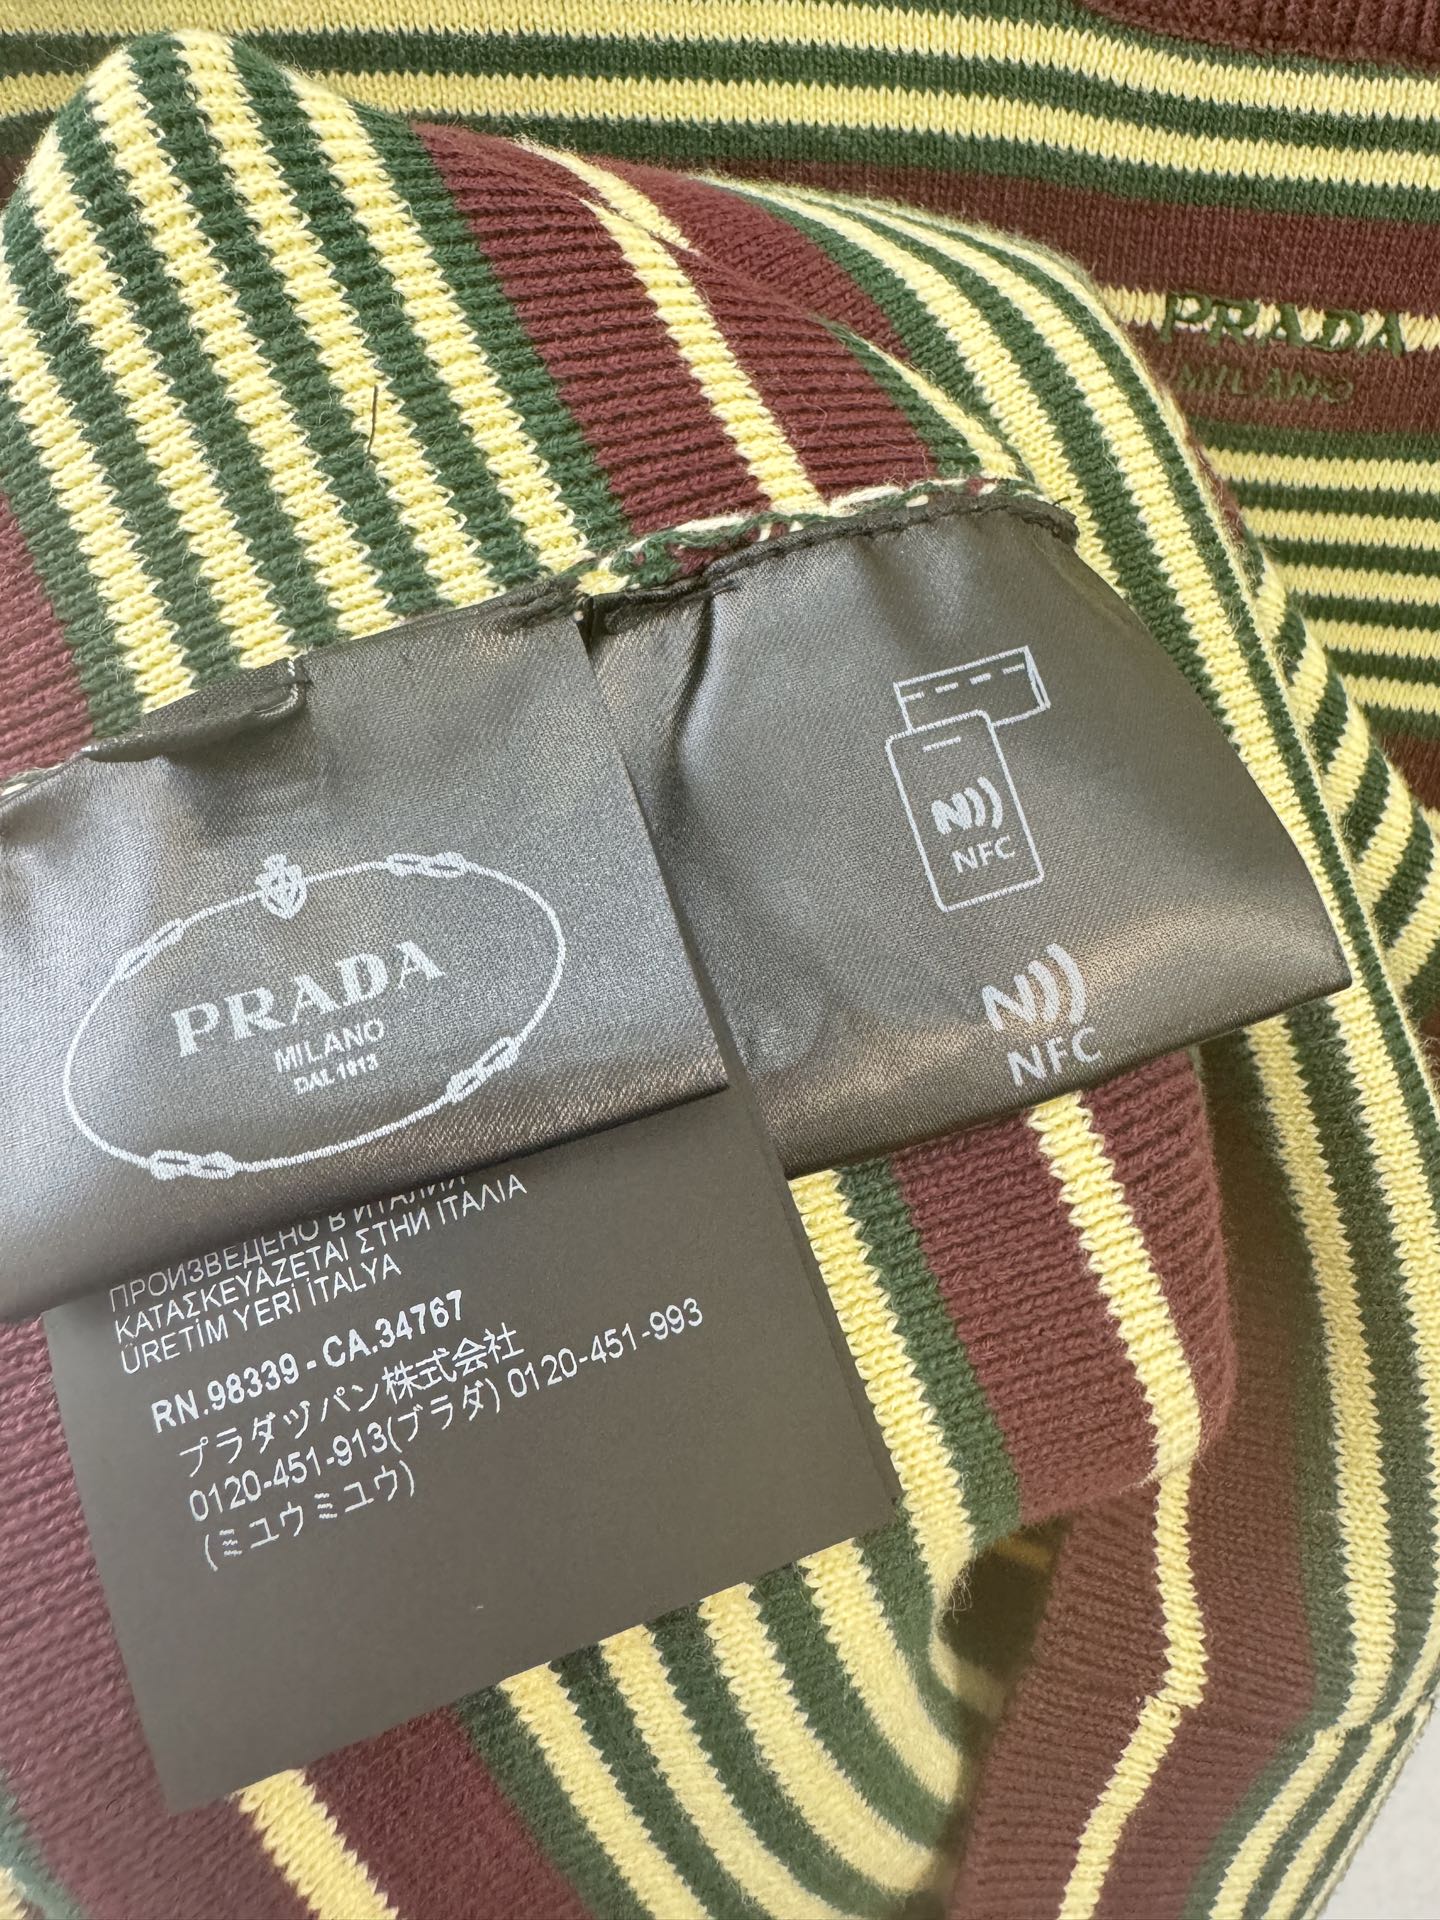 PRADA
MILANO
NFC
NFC
PRADA
MILANO
DAL 1913
ПРОИЗВЕДЕНО В ИТАЛИИ
ΚΑΤΑΣΚΕΥΑΖΕΤΑΙ ΣΤΗΝ ΙΤΑΛΙΑ
ÜRETİM YERİ İTALYA
RN.98339 - CA.34767
プラダジャパン株式会社
0120-451-913(プラダ) 0120-451-993
(ミュウミュウ)